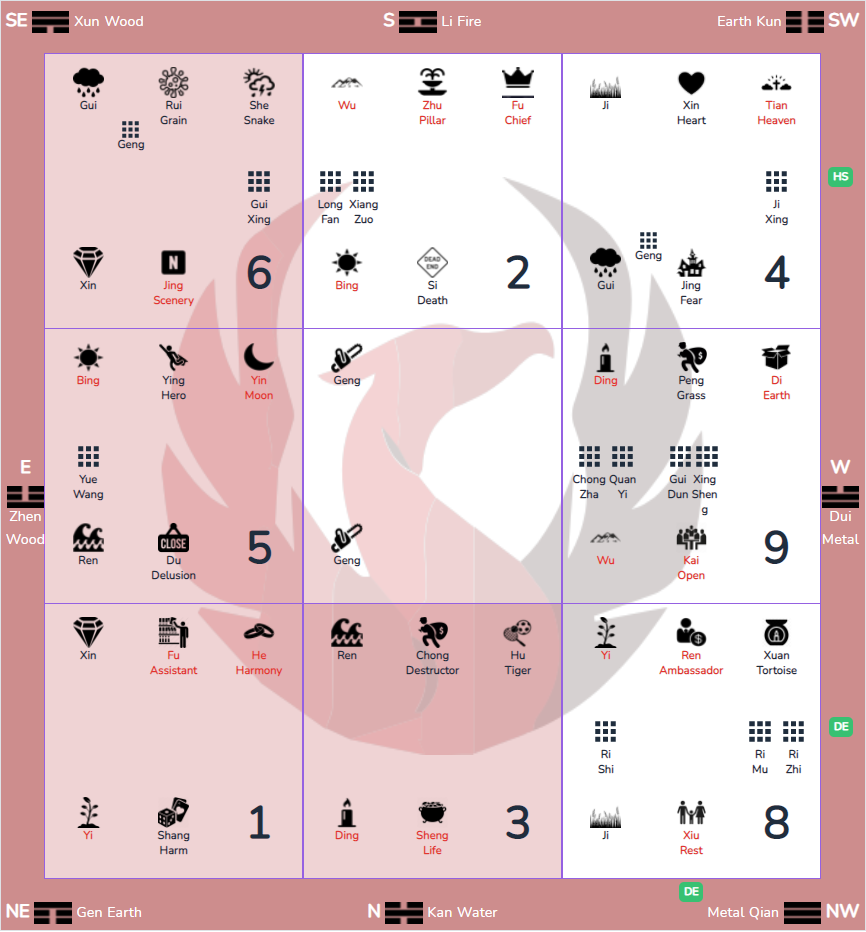 SE Xun Wood S Li Fire Earth Kun SW
Gui Rui She Wu Zhu Fu Ji Xin Tian
Grain Snake Pillar Chief Heart Heaven
Geng
HS
Gui Long Xiang Ji
Xing Fan Zuo Xing
Geng
N DEAD END
Xin Jing 6 Bing Si 2 Gui Jing 4
Scenery Death Fear
Bing Ying Yin Geng Ding Peng Di
Hero Moon Grass Earth
E W
Yue Chong Quan Gui Xing
Wang Zha Yi Dun Shen
g
Zhen Dui
Wood Metal
CLOSE
Ren Du 5 Geng Wu Kai 9
Delusion Open
Xin Fu He Ren Chong Hu Yi Ren Xuan
Assistant Harmony Destructor Tiger Ambassador Tortoise
DE
Ri Ri Ri
Shi Mu Zhi
Yi Shang 1 Ding Sheng 3 Ji Xiu 8
Harm Life Rest
DE
NE Gen Earth N Kan Water Metal Qian NW